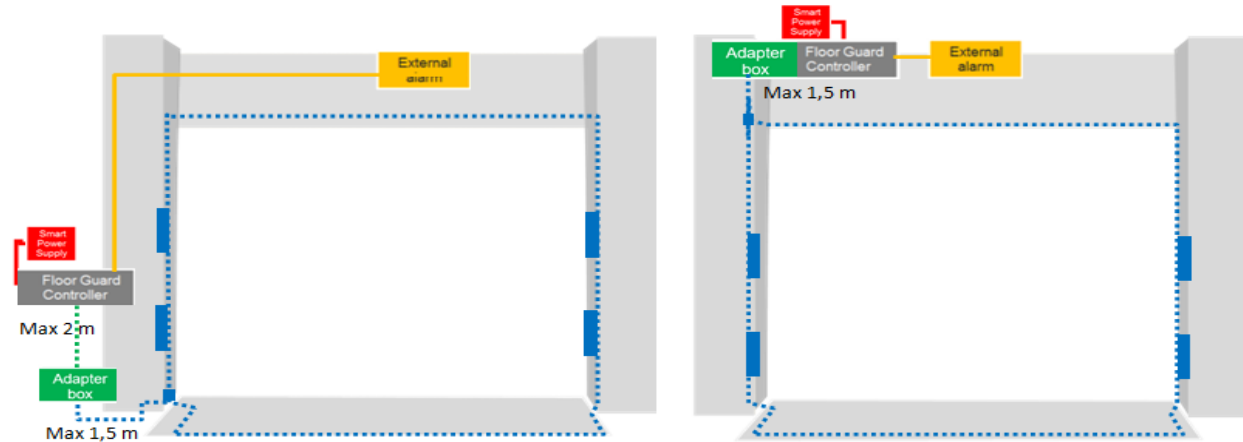 External
alarm
Smart
Power
Supply
Floor Guard
Controller
Max 2 m
Adapter
box
Max 1,5 m
Smart
Power
Supply
Adapter
box
Floor Guard
Controller
External
alarm
Max 1,5 m